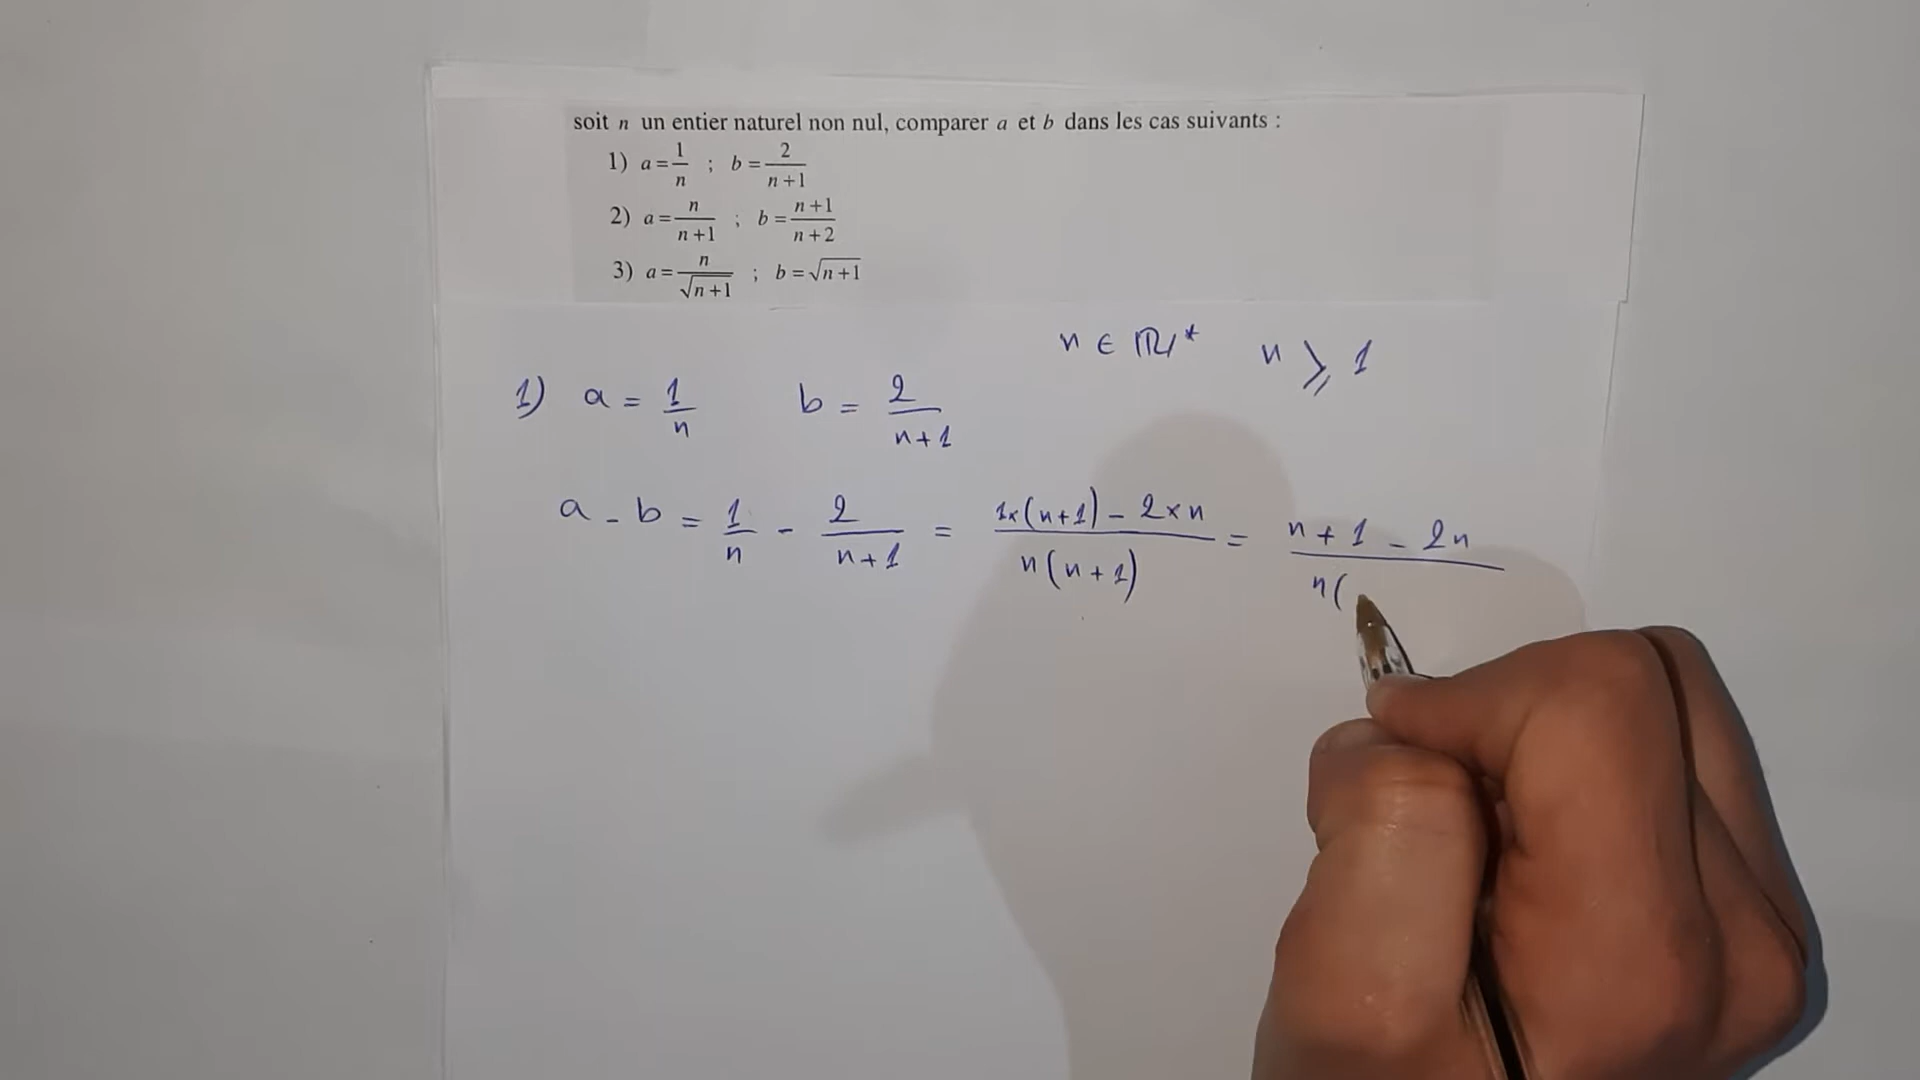 soit n un entier naturel non nul, comparer a et b dans les cas suivants :
1) a = 1/n ; b = 2/(n+1)
2) a = n/(n+1) ; b = (n+1)/(n+2)
3) a = n/√(n+1) ; b = √(n+1)
n ∈ ℕ* n ⩾ 1
1) a = 1/n b = 2/(n+1)
a - b = 1/n - 2/(n+1) = (1×(n+1) - 2×n)/(n(n+1)) = (n+1-2n)/(n(